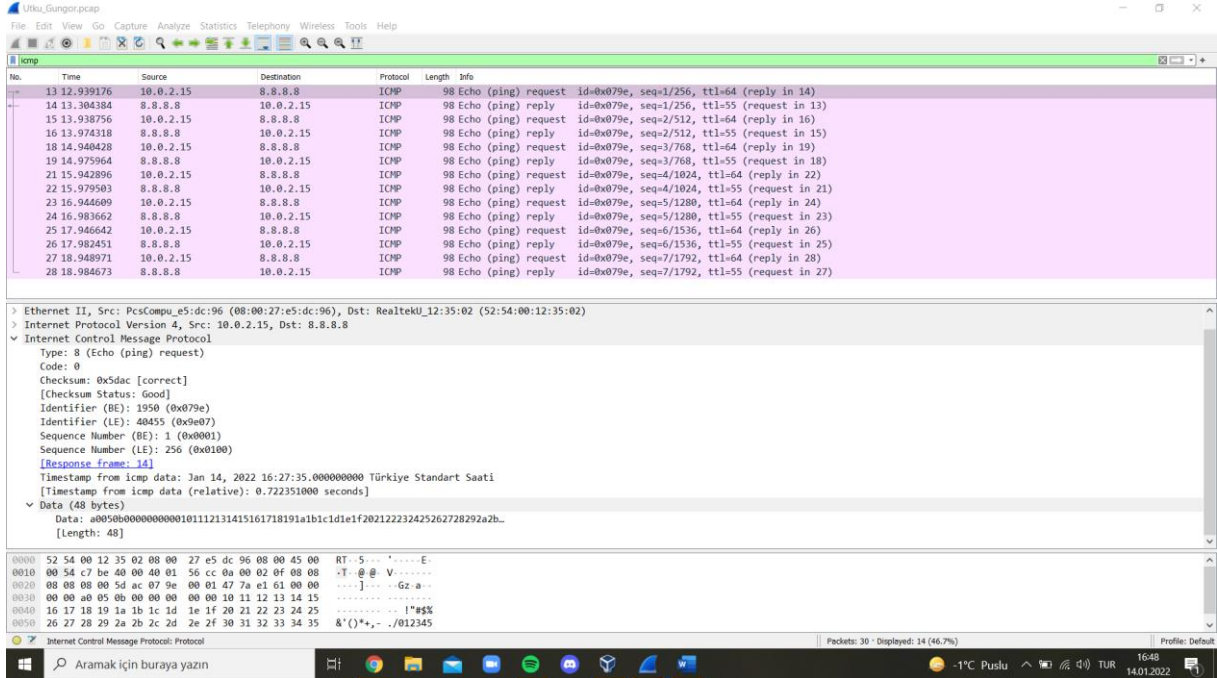 Utku_Gungor.pcap
File Edit View Go Capture Analyze Statistics Telephony Wireless Tools Help
icmp
No. Time Source Destination Protocol Length Info
13 12.939176 10.0.2.15 8.8.8.8 ICMP 98 Echo (ping) request id=0x079e, seq=1/256, ttl=64 (reply in 14)
14 13.304384 8.8.8.8 10.0.2.15 ICMP 98 Echo (ping) reply id=0x079e, seq=1/256, ttl=55 (request in 13)
15 13.938756 10.0.2.15 8.8.8.8 ICMP 98 Echo (ping) request id=0x079e, seq=2/512, ttl=64 (reply in 16)
16 13.974318 8.8.8.8 10.0.2.15 ICMP 98 Echo (ping) reply id=0x079e, seq=2/512, ttl=55 (request in 15)
18 14.940428 10.0.2.15 8.8.8.8 ICMP 98 Echo (ping) request id=0x079e, seq=3/768, ttl=64 (reply in 19)
19 14.975964 8.8.8.8 10.0.2.15 ICMP 98 Echo (ping) reply id=0x079e, seq=3/768, ttl=55 (request in 18)
21 15.942896 10.0.2.15 8.8.8.8 ICMP 98 Echo (ping) request id=0x079e, seq=4/1024, ttl=64 (reply in 22)
22 15.979503 8.8.8.8 10.0.2.15 ICMP 98 Echo (ping) reply id=0x079e, seq=4/1024, ttl=55 (request in 21)
23 16.944609 10.0.2.15 8.8.8.8 ICMP 98 Echo (ping) request id=0x079e, seq=5/1280, ttl=64 (reply in 24)
24 16.983662 8.8.8.8 10.0.2.15 ICMP 98 Echo (ping) reply id=0x079e, seq=5/1280, ttl=55 (request in 23)
25 17.946642 10.0.2.15 8.8.8.8 ICMP 98 Echo (ping) request id=0x079e, seq=6/1536, ttl=64 (reply in 26)
26 17.982451 8.8.8.8 10.0.2.15 ICMP 98 Echo (ping) reply id=0x079e, seq=6/1536, ttl=55 (request in 25)
27 18.948971 10.0.2.15 8.8.8.8 ICMP 98 Echo (ping) request id=0x079e, seq=7/1792, ttl=64 (reply in 28)
28 18.984673 8.8.8.8 10.0.2.15 ICMP 98 Echo (ping) reply id=0x079e, seq=7/1792, ttl=55 (request in 27)
Ethernet II, Src: PcsCompu_e5:dc:96 (08:00:27:e5:dc:96), Dst: RealtekU_12:35:02 (52:54:00:12:35:02)
Internet Protocol Version 4, Src: 10.0.2.15, Dst: 8.8.8.8
Internet Control Message Protocol
Type: 8 (Echo (ping) request)
Code: 0
Checksum: 0x5dac [correct]
[Checksum Status: Good]
Identifier (BE): 1950 (0x079e)
Identifier (LE): 40455 (0x9e07)
Sequence Number (BE): 1 (0x0001)
Sequence Number (LE): 256 (0x0100)
[Response frame: 14]
Timestamp from icmp data: Jan 14, 2022 16:27:35.000000000 Türkiye Standart Saati
[Timestamp from icmp data (relative): 0.722351000 seconds]
Data (48 bytes)
Data: a0050b0000000000101112131415161718191a1b1c1d1e1f202122232425262728292a2b…
[Length: 48]
0000 52 54 00 12 35 02 08 00 27 e5 dc 96 08 00 45 00 RT··5··· '·····E·
0010 00 54 c7 be 40 00 40 01 56 cc 0a 00 02 0f 08 08 ·T··@·@· V·······
0020 08 08 08 00 5d ac 07 9e 00 01 47 7a e1 61 00 00 ····]··· ··Gz·a··
0030 00 00 a0 05 0b 00 00 00 00 00 10 11 12 13 14 15 ········ ········
0040 16 17 18 19 1a 1b 1c 1d 1e 1f 20 21 22 23 24 25 ········ ·· !"#$%
0050 26 27 28 29 2a 2b 2c 2d 2e 2f 30 31 32 33 34 35 &'()*+,- ./012345
Internet Control Message Protocol: Protocol
Packets: 30 · Displayed: 14 (46.7%)
Profile: Default
Aramak için buraya yazın
-1°C Puslu
TUR
16:48
14.01.2022